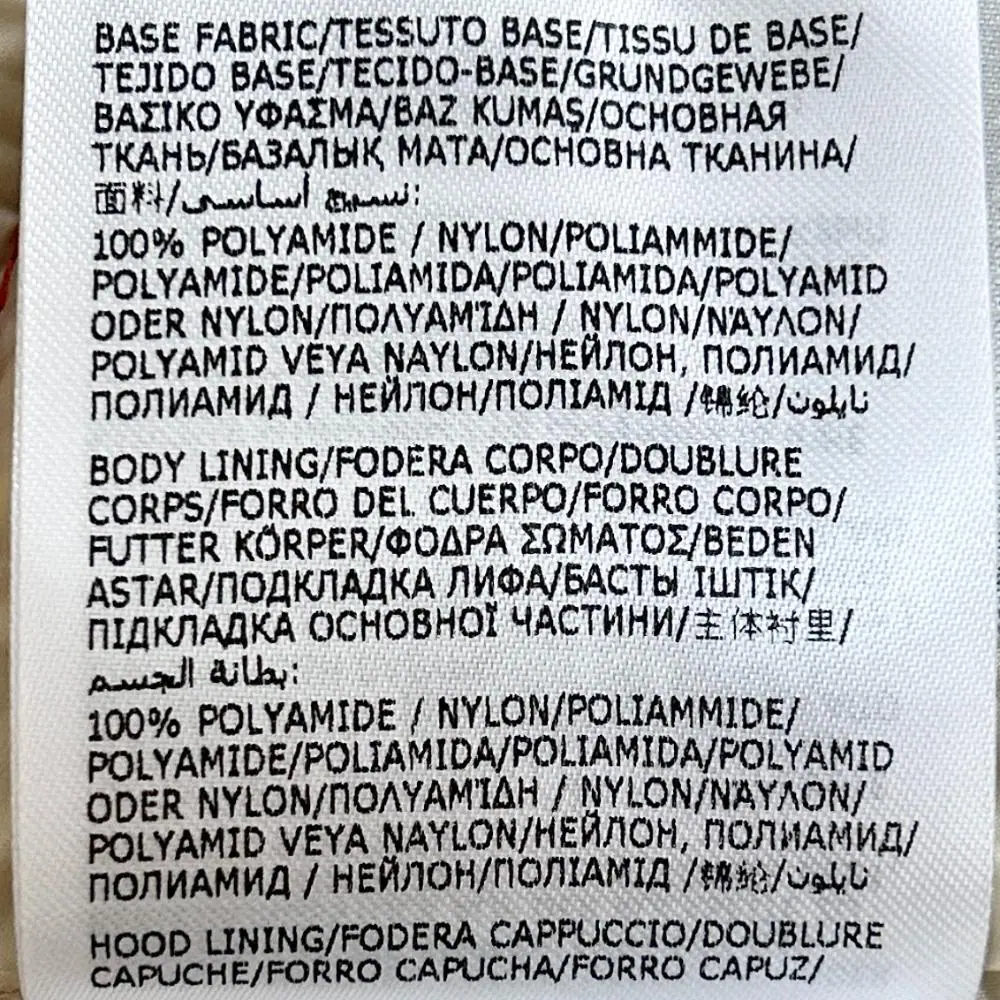 BASE FABRIC/TESSUTO BASE/TISSU DE BASE/
TEJIDO BASE/TECIDO-BASE/GRUNDGEWEBE/
ΒΑΣΙΚΟ ΥΦΑΣΜΑ/BAZ KUMAŞ/ОСНОВНАЯ
ТКАНЬ/БАЗАЛЫҚ МАТА/ОСНОВНА ТКАНИНА/
面料/نسيج أساسي:
100% POLYAMIDE / NYLON/POLIAMMIDE/
POLYAMIDE/POLIAMIDA/POLIAMIDA/POLYAMID
ODER NYLON/ΠΟΛΥΑΜΊΔΗ / NYLON/ΝΆΥΛΟΝ/
POLYAMID VEYA NAYLON/НЕЙЛОН, ПОЛИАМИД/
ПОЛИАМИД / НЕЙЛОН/ПОЛІАМІД /锦纶/نايلون
BODY LINING/FODERA CORPO/DOUBLURE
CORPS/FORRO DEL CUERPO/FORRO CORPO/
FUTTER KÖRPER/ΦΟΔΡΑ ΣΩΜΑΤΟΣ/BEDEN
ASTAR/ПОДКЛАДКА ЛИФА/БАСТЫ ІШТІК/
ПІДКЛАДКА ОСНОВНОЇ ЧАСТИНИ/主体衬里/
بطانة الجسم:
100% POLYAMIDE / NYLON/POLIAMMIDE/
POLYAMIDE/POLIAMIDA/POLIAMIDA/POLYAMID
ODER NYLON/ΠΟΛΥΑΜΊΔΗ / NYLON/ΝΆΥΛΟΝ/
POLYAMID VEYA NAYLON/НЕЙЛОН, ПОЛИАМИД/
ПОЛИАМИД / НЕЙЛОН/ПОЛІАМІД /锦纶/نايلون
HOOD LINING/FODERA CAPPUCCIO/DOUBLURE
CAPUCHE/FORRO CAPUCHA/FORRO CAPUZ/